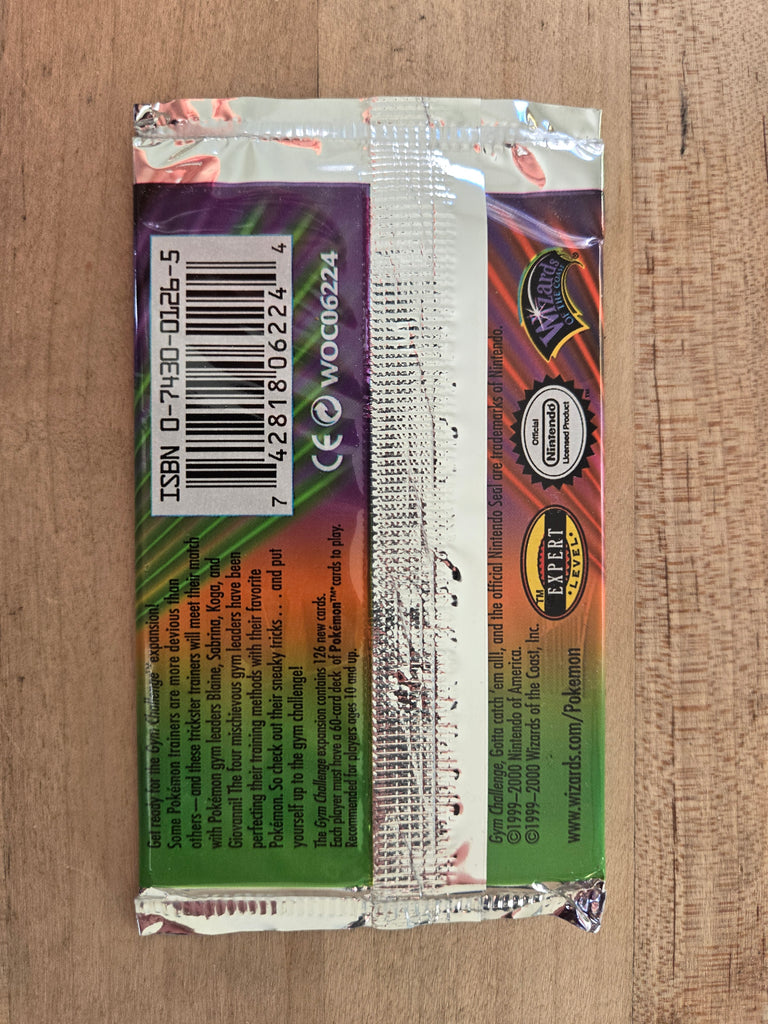 Get ready for the Gym Challenge™ expansion!
Some Pokémon trainers are more devious than
others—and these trickster trainers will meet their match
with Pokémon gym leaders Blaine, Sabrina, Koga, and
Giovanni! The four mischievous gym leaders have been
perfecting their training methods with their favorite
Pokémon. So check out their sneaky tricks . . . and put
yourself up to the gym challenge!
The Gym Challenge expansion contains 126 new cards.
Each player must have a 60-card deck of Pokémon™ cards to play.
Recommended for players ages 10 and up.
ISBN 0-7430-0126-5
7 42818 06224 4
CE WOC06224
Gym Challenge, Gotta catch 'em all!, and the official Nintendo Seal are trademarks of Nintendo.
©1999–2000 Nintendo of America.
©1999–2000 Wizards of the Coast, Inc.
www.wizards.com/Pokemon
TM
EXPERT
LEVEL
Official
Nintendo
Licensed Product
TM
Wizards
OF THE COAST
®